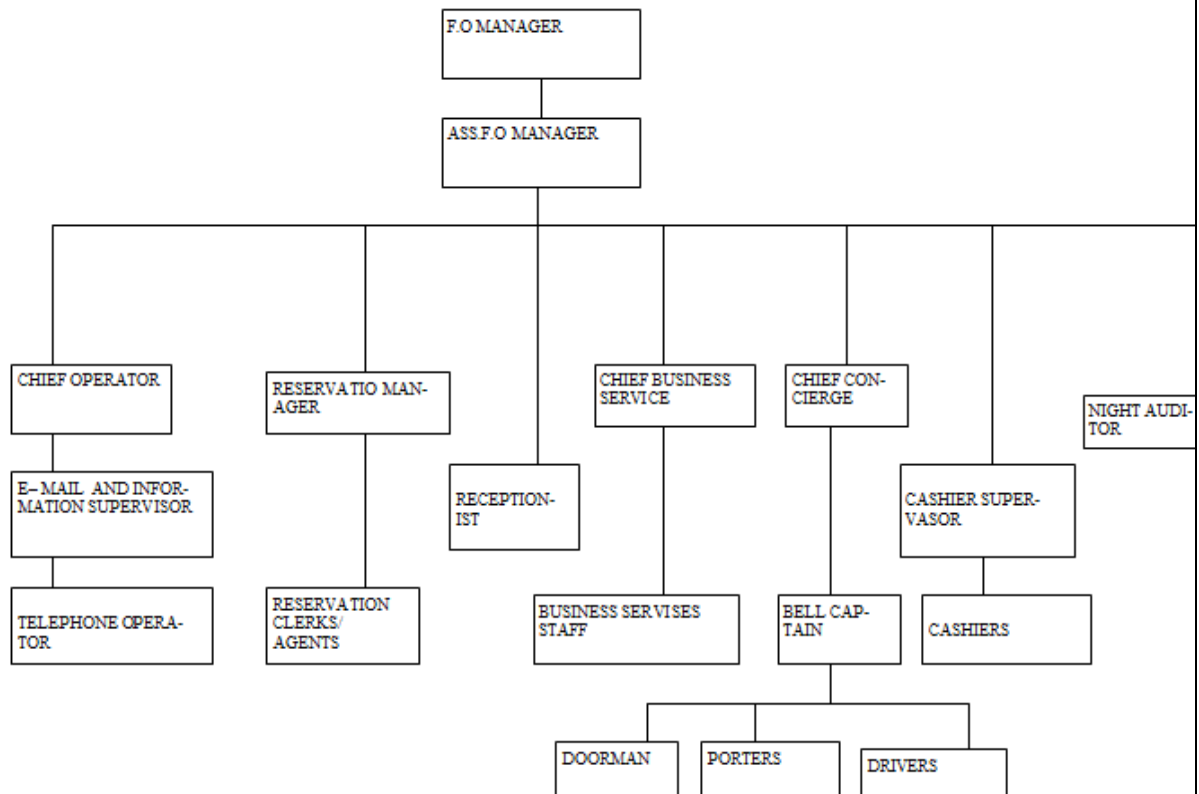 F.O MANAGER
ASS.F.O MANAGER
CHIEF OPERATOR
RESERVATIO MAN-
AGER
CHIEF BUSINESS
SERVICE
CHIEF CON-
CIERGE
NIGHT AUDI-
TOR
E– MAIL AND INFOR-
MATION SUPERVISOR
RECEPTION-
IST
CASHIER SUPER-
VASOR
TELEPHONE OPERA-
TOR
RESERVATION
CLERKS/
AGENTS
BUSINESS SERVISES
STAFF
BELL CAP-
TAIN
CASHIERS
DOORMAN
PORTERS
DRIVERS